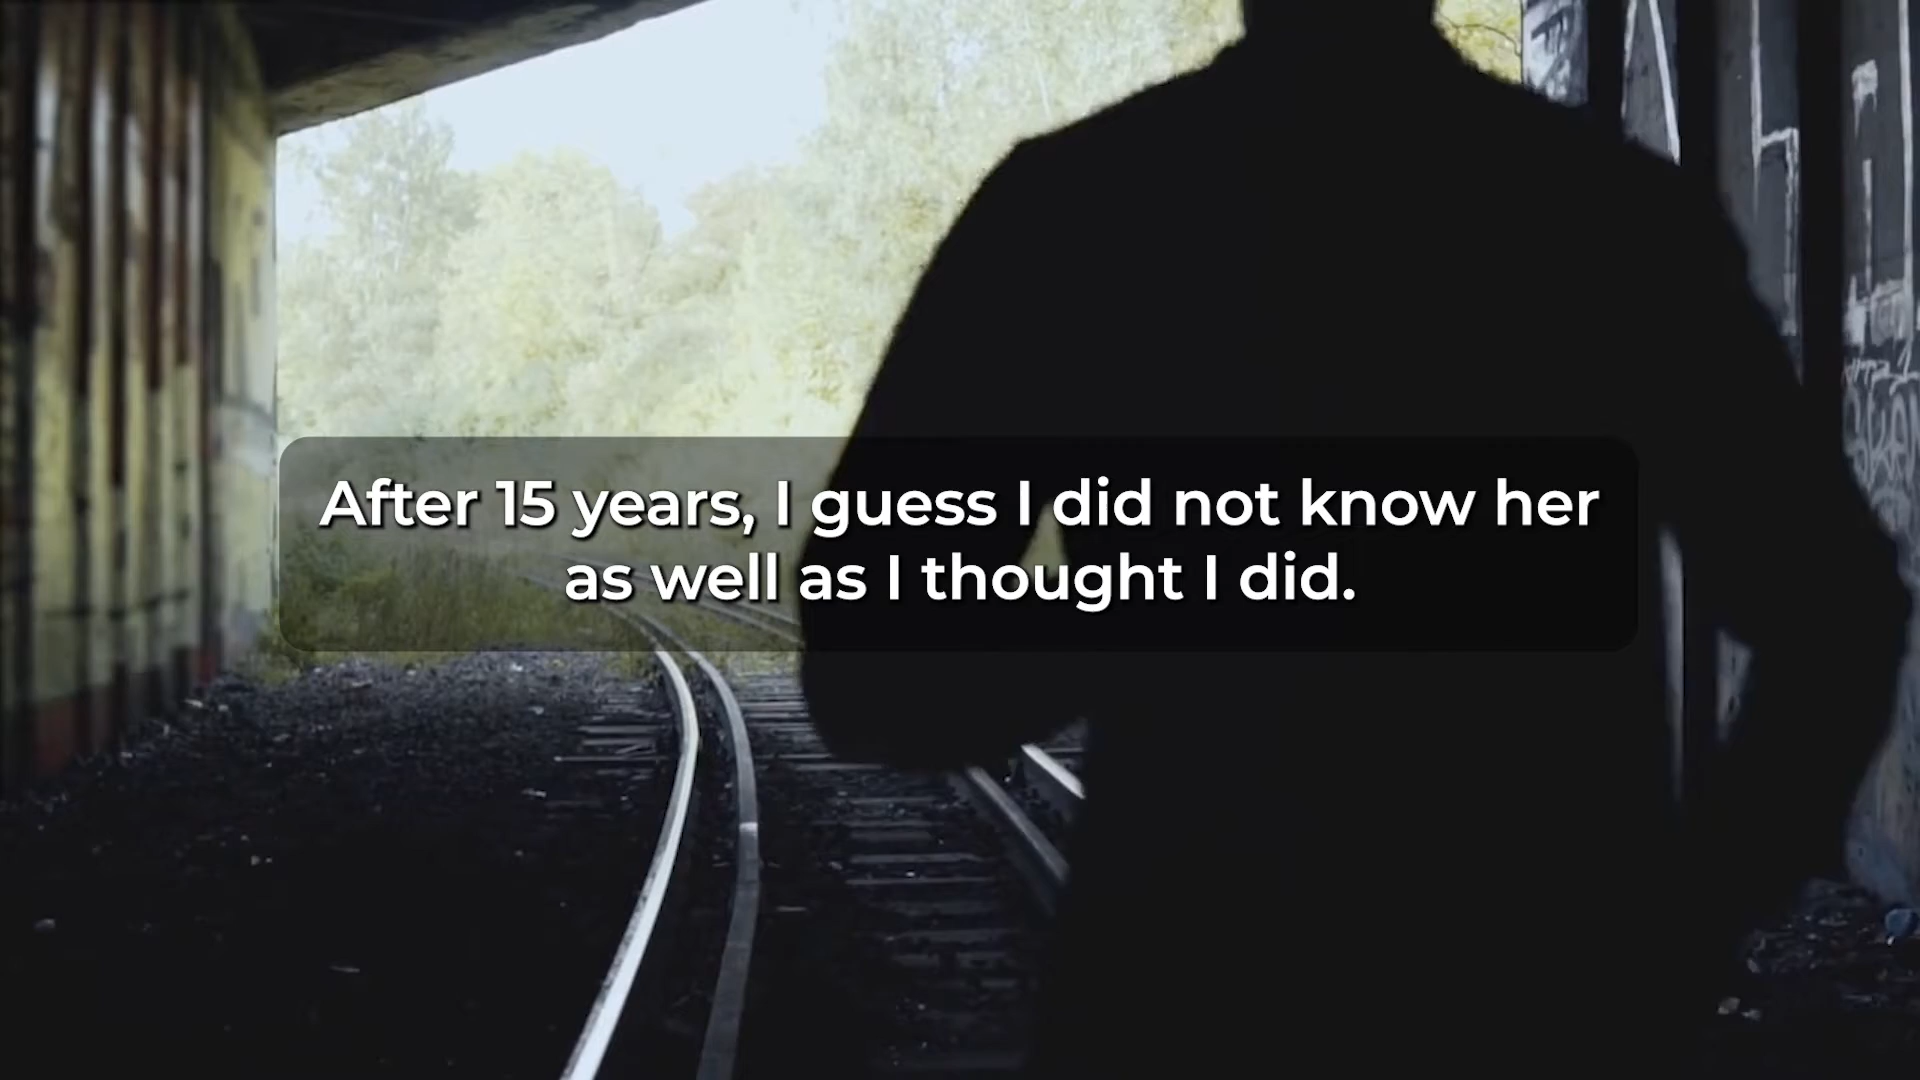 After 15 years, I guess I did not know her
as well as I thought I did.